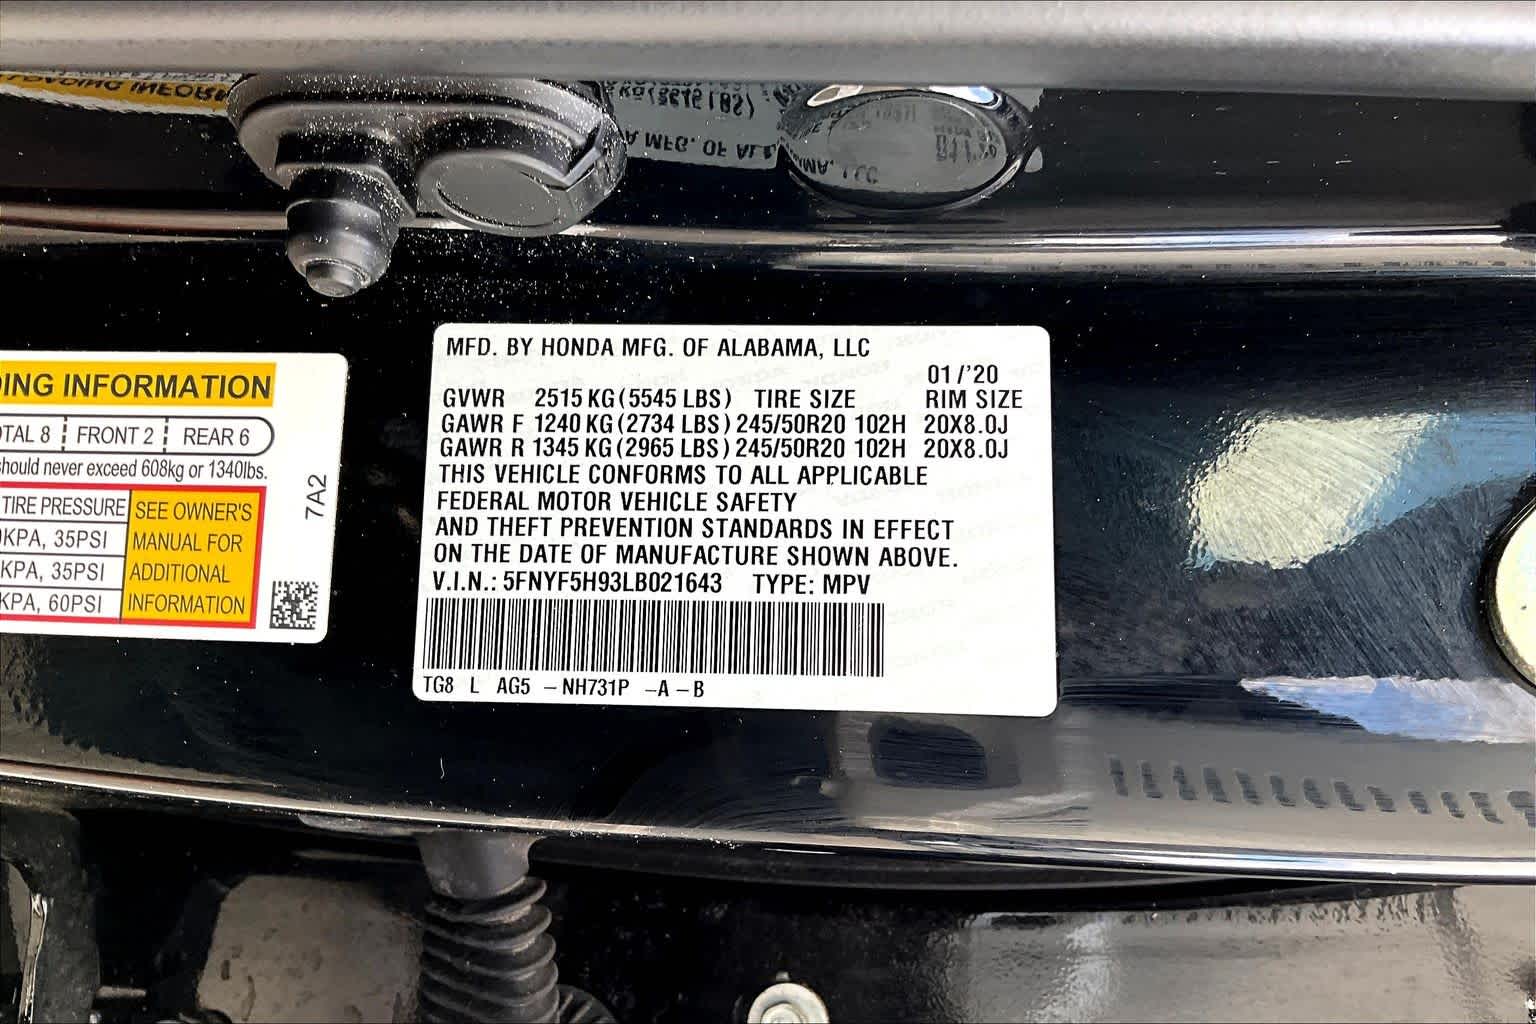 ING INFORMATION
OTAL 8 FRONT 2 REAR 6
should never exceed 608kg or 1340lbs.
TIRE PRESSURE
KPA, 35PSI
KPA, 35PSI
KPA, 60PSI
SEE OWNER'S
MANUAL FOR
ADDITIONAL
INFORMATION
7A2
MFD. BY HONDA MFG. OF ALABAMA, LLC
01/'20
GVWR 2515 KG (5545 LBS) TIRE SIZE RIM SIZE
GAWR F 1240 KG (2734 LBS) 245/50R20 102H 20X8.0J
GAWR R 1345 KG (2965 LBS) 245/50R20 102H 20X8.0J
THIS VEHICLE CONFORMS TO ALL APPLICABLE
FEDERAL MOTOR VEHICLE SAFETY
AND THEFT PREVENTION STANDARDS IN EFFECT
ON THE DATE OF MANUFACTURE SHOWN ABOVE.
V.I.N.: 5FNYF5H93LB021643 TYPE: MPV
TG8 L AG5 – NH731P – A – B